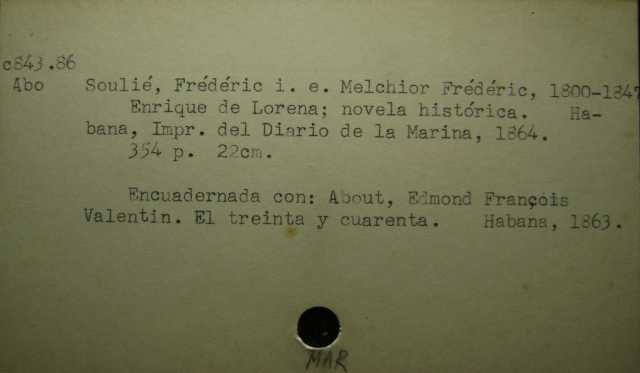 c843.86
Abo Soulié, Frédéric i. e. Melchior Frédéric, 1800-1847
Enrique de Lorena; novela histórica. Ha-
bana, Impr. del Diario de la Marina, 1864.
354 p. 22cm.
Encuadernada con: About, Edmond François
Valentin. El treinta y cuarenta. Habana, 1863.
MAR